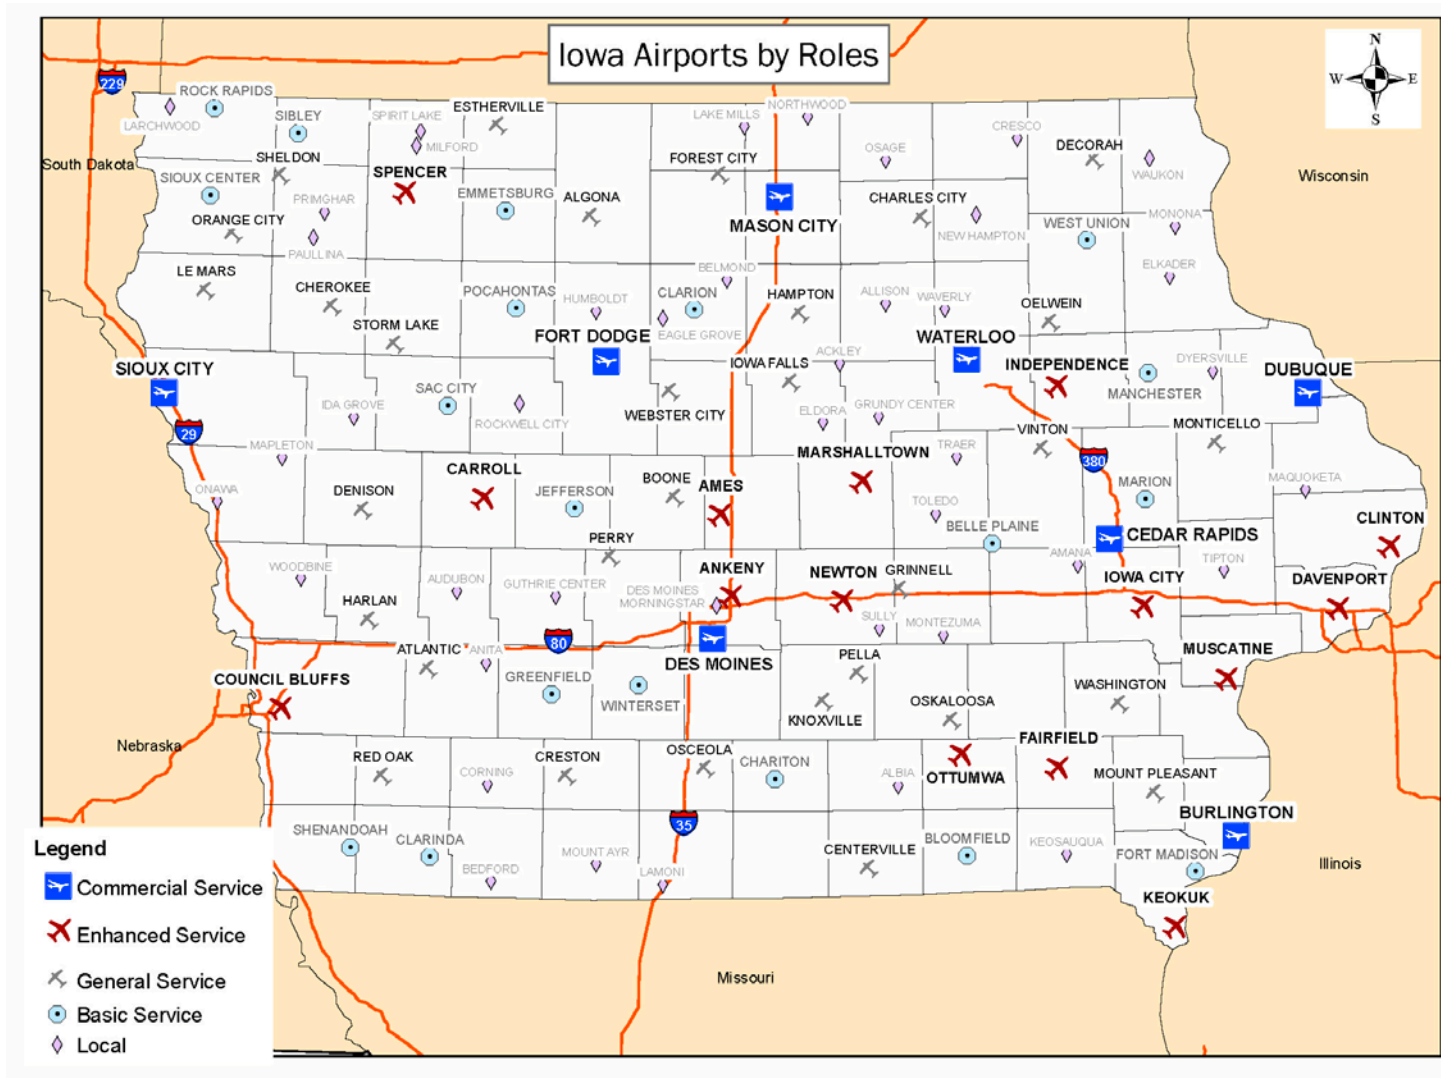 Iowa Airports by Roles
N
W E
S
229
ROCK RAPIDS
LARCHWOOD
SIBLEY
SPIRIT LAKE
ESTHERVILLE
MILFORD
LAKE MILLS
NORTHWOOD
CRESCO
DECORAH
OSAGE
WAUKON
South Dakota
SHELDON
SIOUX CENTER
SPENCER
FOREST CITY
Wisconsin
PRIMGHAR
EMMETSBURG
ALGONA
CHARLES CITY
ORANGE CITY
MASON CITY
NEW HAMPTON
WEST UNION
MONONA
PAULLINA
LE MARS
BELMOND
ELKADER
CHEROKEE
POCAHONTAS
HUMBOLDT
CLARION
HAMPTON
ALLISON
WAVERLY
OELWEIN
STORM LAKE
FORT DODGE
EAGLE GROVE
WATERLOO
SIOUX CITY
IOWA FALLS
ACKLEY
INDEPENDENCE
DYERSVILLE
DUBUQUE
SAC CITY
MANCHESTER
IDA GROVE
ROCKWELL CITY
WEBSTER CITY
ELDORA
GRUNDY CENTER
29
VINTON
MONTICELLO
MAPLETON
MARSHALLTOWN
TRAER
380
CARROLL
ONAWA
DENISON
JEFFERSON
BOONE
AMES
MARION
MAQUOKETA
TOLEDO
BELLE PLAINE
CLINTON
PERRY
CEDAR RAPIDS
WOODBINE
AUDUBON
GUTHRIE CENTER
ANKENY
NEWTON
GRINNELL
AMANA
IOWA CITY
TIPTON
DAVENPORT
DES MOINES
MORNINGSTAR
HARLAN
SULLY
MONTEZUMA
80
ATLANTIC
ANITA
DES MOINES
PELLA
MUSCATINE
COUNCIL BLUFFS
GREENFIELD
WINTERSET
KNOXVILLE
OSKALOOSA
WASHINGTON
Nebraska
RED OAK
CORNING
CRESTON
OSCEOLA
CHARITON
ALBIA
OTTUMWA
FAIRFIELD
MOUNT PLEASANT
BURLINGTON
35
SHENANDOAH
CLARINDA
BEDFORD
MOUNT AYR
LAMONI
CENTERVILLE
BLOOMFIELD
KEOSAUQUA
FORT MADISON
Illinois
KEOKUK
Missouri
Legend
Commercial Service
Enhanced Service
General Service
Basic Service
Local